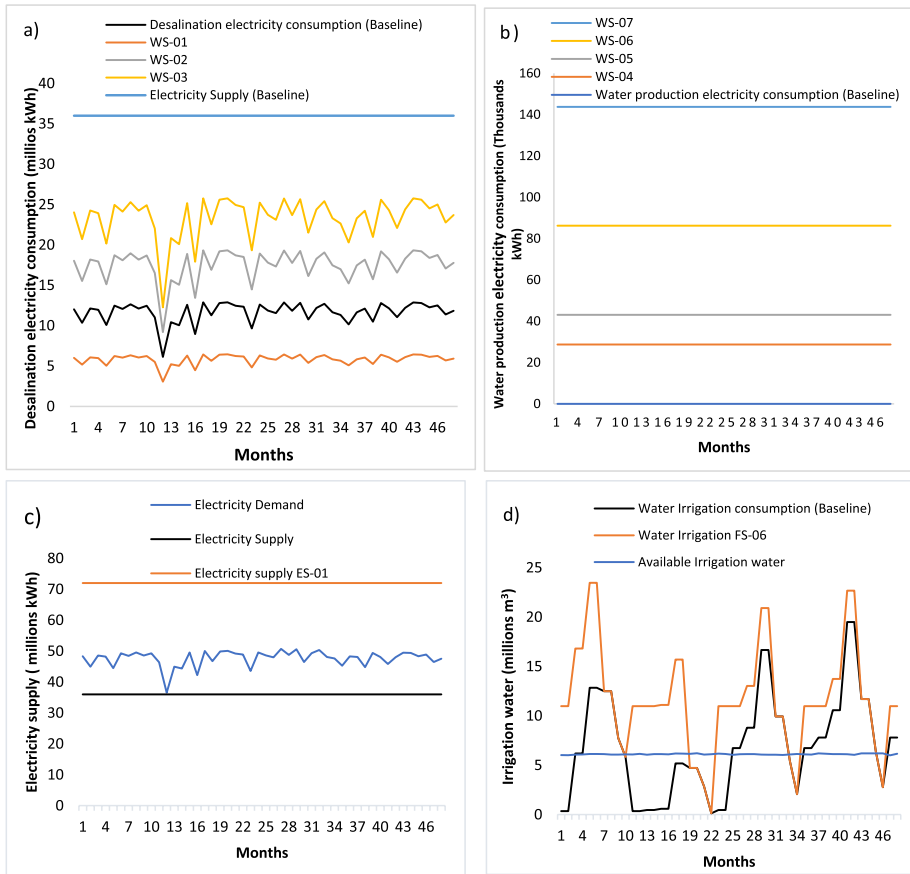 a)
Desalination electricity consumption (Baseline)
WS-01
WS-02
WS-03
Electricity Supply (Baseline)
Desalination electricity consumption (millios kWh)
40
35
30
25
20
15
10
5
0
1 4 7 10 13 16 19 22 25 28 31 34 37 40 43 46
Months
b)
WS-07
WS-06
WS-05
WS-04
Water production electricity consumption (Baseline)
Water production electricity consumption (Thousands
kWh)
160
140
120
100
80
60
40
20
0
1 4 7 10 13 16 19 22 25 28 31 34 37 40 43 46
Months
c)
Electricity Demand
Electricity Supply
Electricity supply ES-01
Electricity supply ( millions kWh)
80
70
60
50
40
30
20
10
0
1 4 7 10 13 16 19 22 25 28 31 34 37 40 43 46
Months
d)
Water Irrigation consumption (Baseline)
Water Irrigation FS-06
Available Irrigation water
Irrigation water (millions m³)
25
20
15
10
5
0
1 4 7 10 13 16 19 22 25 28 31 34 37 40 43 46
Months